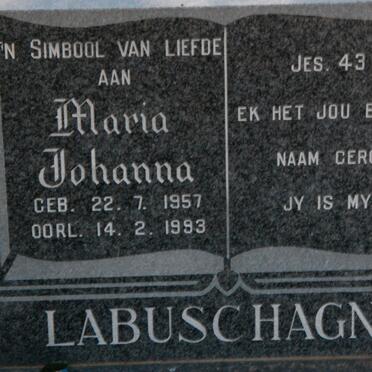 'N SIMBOOL VAN LIEFDE
AAN
Maria
Johanna
GEB. 22. 7. 1957
OORL. 14. 2. 1993
JES. 43
EK HET JOU
NAAM
JY IS MY